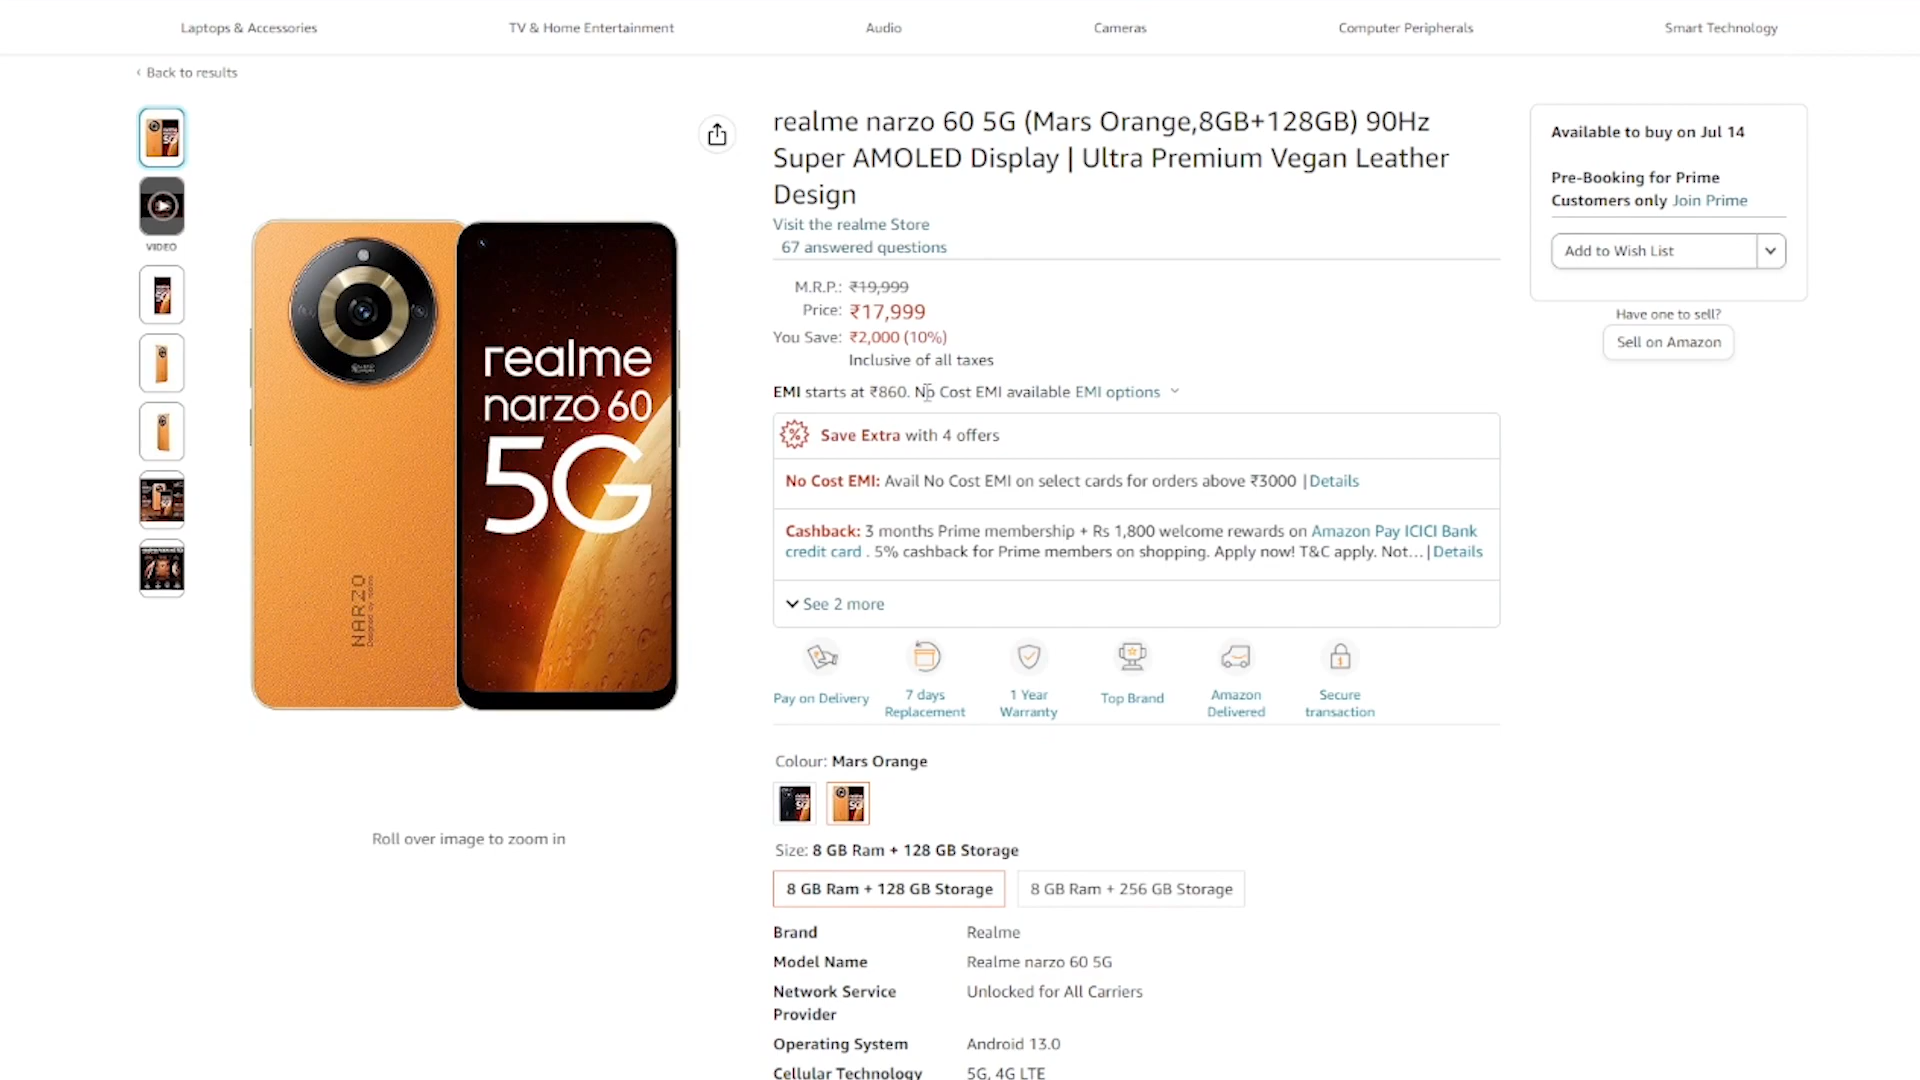 Laptops & Accessories
TV & Home Entertainment
Audio
Cameras
Computer Peripherals
Smart Technology
‹ Back to results
VIDEO
realme
narzo 60
5G
NARZO
Roll over image to zoom in
realme narzo 60 5G (Mars Orange,8GB+128GB) 90Hz
Super AMOLED Display | Ultra Premium Vegan Leather
Design
Visit the realme Store
67 answered questions
M.R.P.: ₹19,999
Price: ₹17,999
You Save: ₹2,000 (10%)
Inclusive of all taxes
EMI starts at ₹860. No Cost EMI available EMI options
Save Extra with 4 offers
No Cost EMI: Avail No Cost EMI on select cards for orders above ₹3000 |Details
Cashback: 3 months Prime membership + Rs 1,800 welcome rewards on Amazon Pay ICICI Bank
credit card . 5% cashback for Prime members on shopping. Apply now! T&C apply. Not… |Details
See 2 more
Pay on Delivery
7 days
Replacement
1 Year
Warranty
Top Brand
Amazon
Delivered
Secure
transaction
Colour: Mars Orange
Size: 8 GB Ram + 128 GB Storage
8 GB Ram + 128 GB Storage
8 GB Ram + 256 GB Storage
Brand Realme
Model Name Realme narzo 60 5G
Network Service Unlocked for All Carriers
Provider
Operating System Android 13.0
Cellular Technology 5G, 4G LTE
Available to buy on Jul 14
Pre-Booking for Prime
Customers only Join Prime
Add to Wish List
Have one to sell?
Sell on Amazon